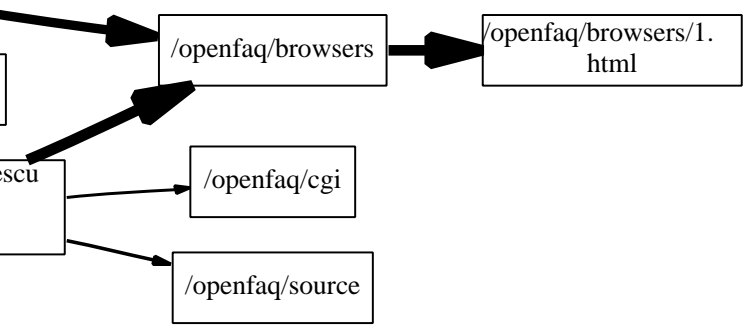 /openfaq/browsers
/openfaq/browsers/1.
html
escu
/openfaq/cgi
/openfaq/source